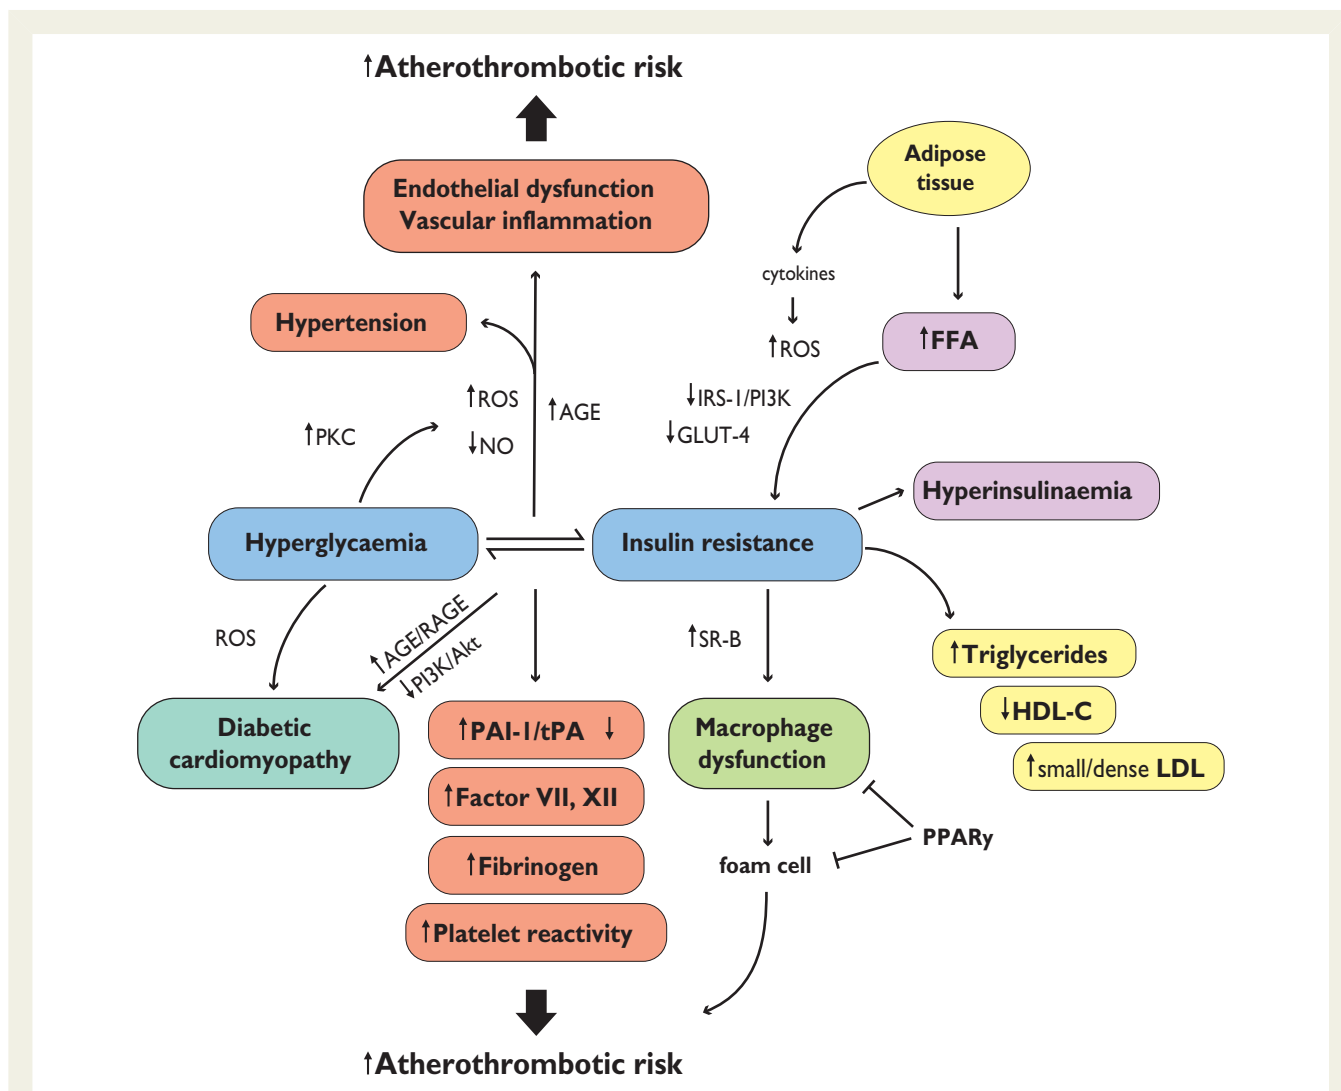 ↑Atherothrombotic risk
Endothelial dysfunction
Vascular inflammation
Adipose
tissue
cytokines
↑ROS
↑FFA
Hypertension
↑ROS
↓NO
↑AGE
↑PKC
↓IRS-1/PI3K
↓GLUT-4
Hyperinsulinaemia
Hyperglycaemia
Insulin resistance
ROS
↑AGE/RAGE
↓PI3K/Akt
↑SR-B
↑Triglycerides
↓HDL-C
↑small/dense LDL
Diabetic
cardiomyopathy
↑PAI-1/tPA ↓
↑Factor VII, XII
↑Fibrinogen
↑Platelet reactivity
Macrophage
dysfunction
PPARy
foam cell
↑Atherothrombotic risk